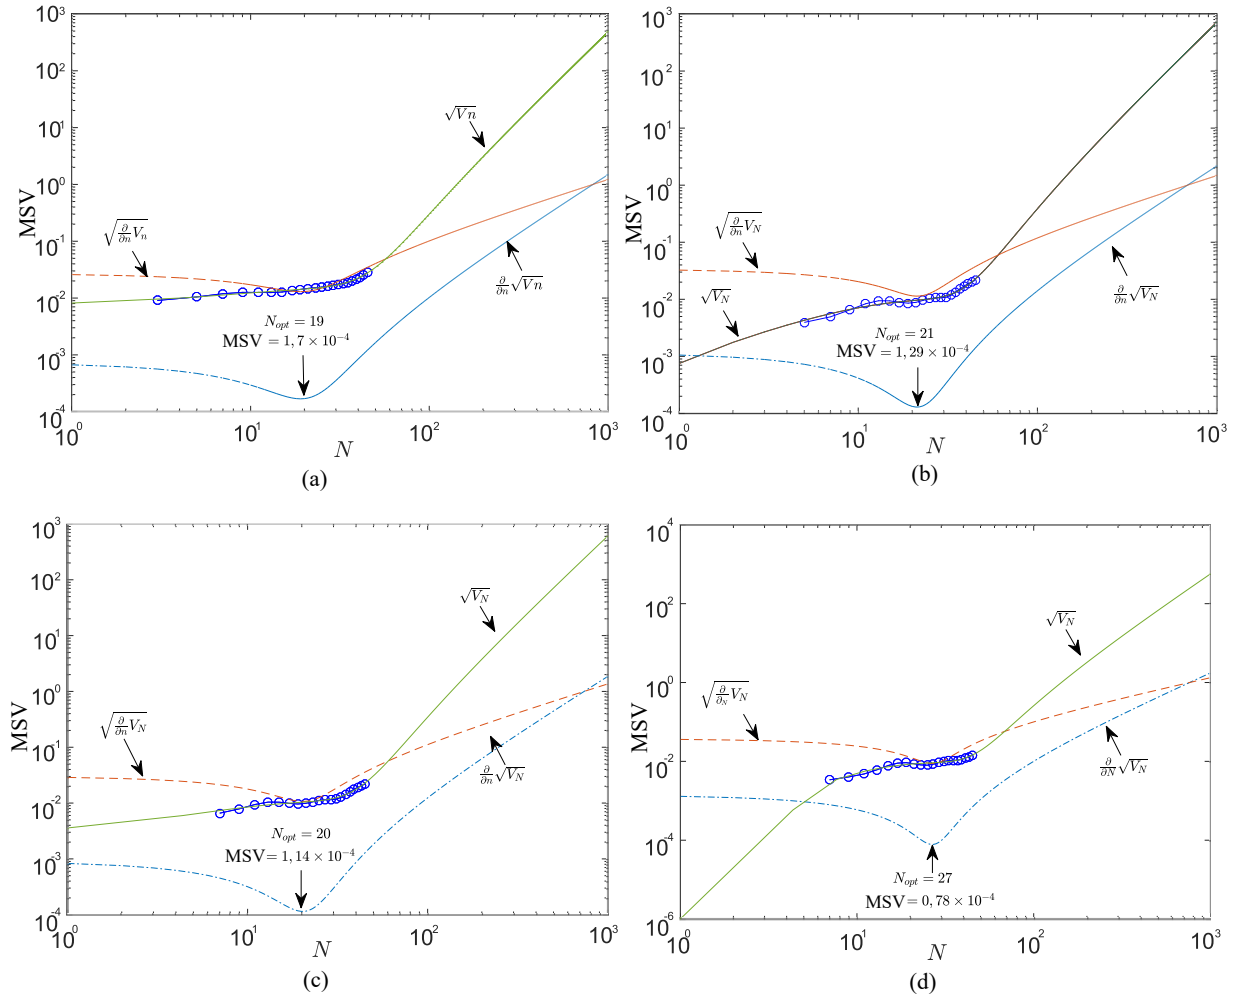 10^3
10^2
10^1
10^0
10^-1
10^-2
10^-3
10^-4
MSV
√Vn
√∂/∂n V_n
∂/∂n √Vn
N_opt = 19
MSV = 1,7 × 10^-4
10^0 10^1 10^2 10^3
N
(a)
10^3
10^2
10^1
10^0
10^-1
10^-2
10^-3
10^-4
MSV
√∂/∂n V_N
√V_N
∂/∂n √V_N
N_opt = 21
MSV = 1,29 × 10^-4
10^0 10^1 10^2 10^3
N
(b)
10^3
10^2
10^1
10^0
10^-1
10^-2
10^-3
10^-4
MSV
√V_N
√∂/∂n V_N
∂/∂n √V_N
N_opt = 20
MSV = 1,14 × 10^-4
10^0 10^1 10^2 10^3
N
(c)
10^4
10^2
10^0
10^-2
10^-4
10^-6
MSV
√V_N
√∂/∂_N V_N
∂/∂N √V_N
N_opt = 27
MSV = 0,78 × 10^-4
10^0 10^1 10^2 10^3
N
(d)